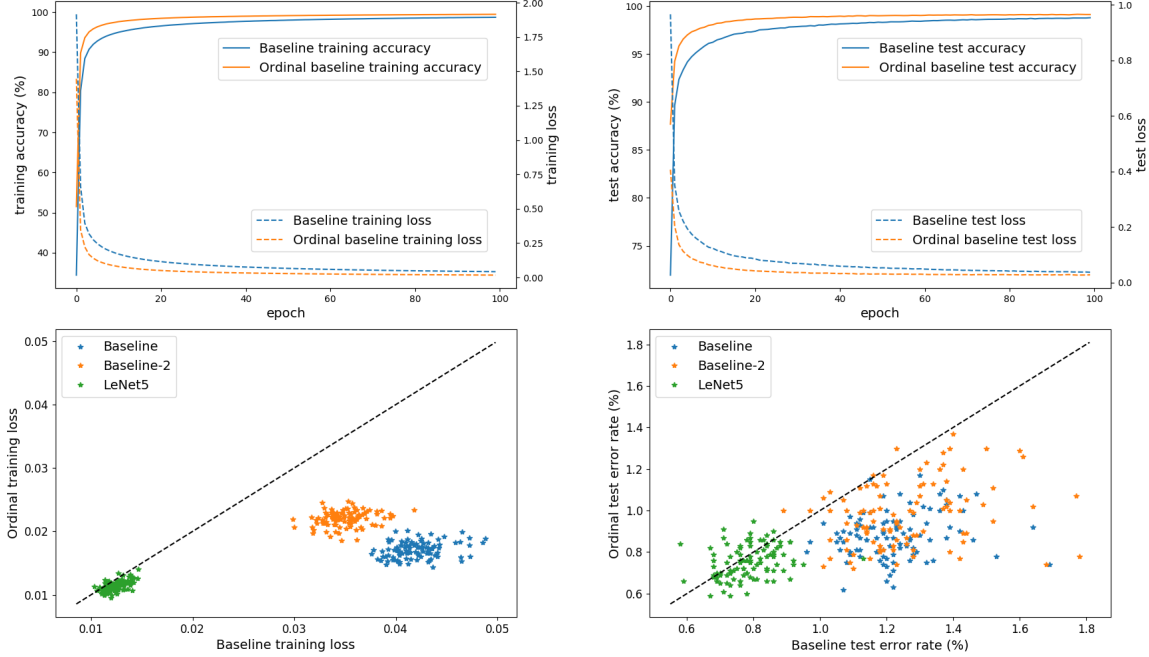 100
90
80
70
60
50
40
training accuracy (%)
2.00
1.75
1.50
1.25
1.00
0.75
0.50
0.25
0.00
training loss
Baseline training accuracy
Ordinal baseline training accuracy
Baseline training loss
Ordinal baseline training loss
0 20 40 60 80 100
epoch
100
95
90
85
80
75
test accuracy (%)
1.0
0.8
0.6
0.4
0.2
0.0
test loss
Baseline test accuracy
Ordinal baseline test accuracy
Baseline test loss
Ordinal baseline test loss
0 20 40 60 80 100
epoch
0.05
0.04
0.03
0.02
0.01
Ordinal training loss
Baseline
Baseline-2
LeNet5
0.01 0.02 0.03 0.04 0.05
Baseline training loss
1.8
1.6
1.4
1.2
1.0
0.8
0.6
Ordinal test error rate (%)
Baseline
Baseline-2
LeNet5
0.6 0.8 1.0 1.2 1.4 1.6 1.8
Baseline test error rate (%)